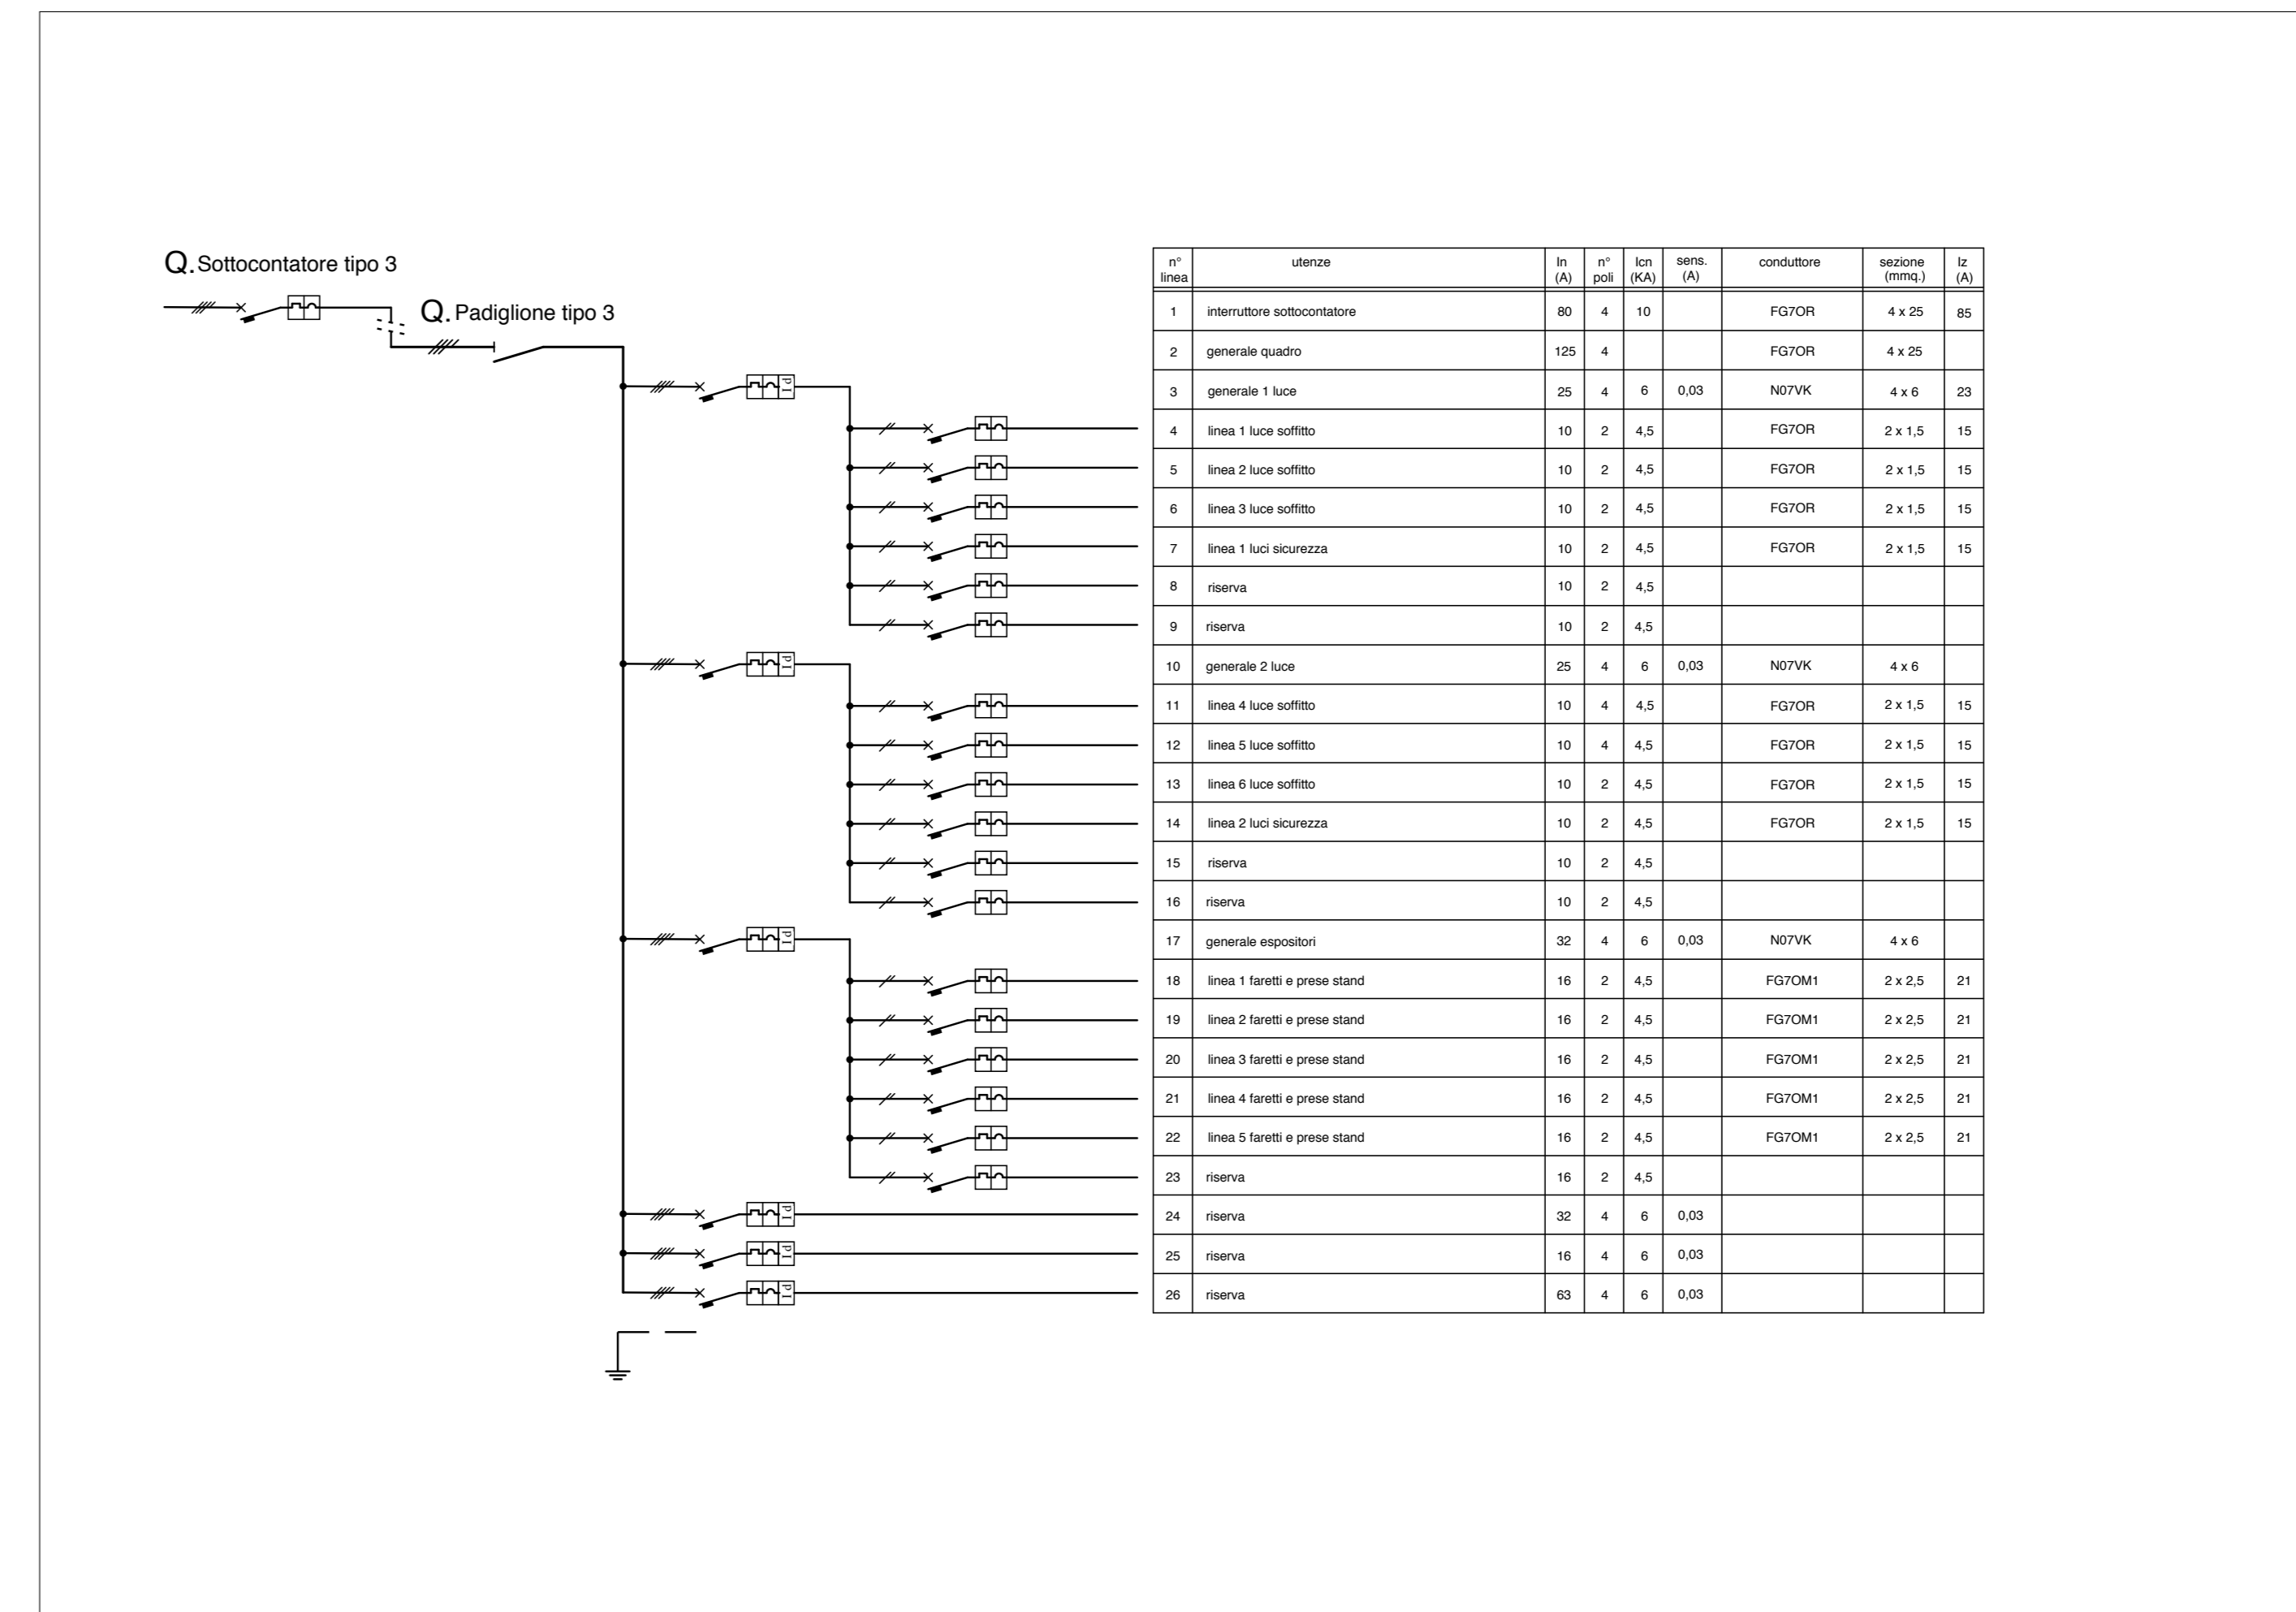 Q. Sottocontatore tipo 3
Q. Padiglione tipo 3
n° linea utenze In (A) n° poli Icn (KA) sens. (A) conduttore sezione (mmq.) Iz (A)
1 interruttore sottocontatore 80 4 10 FG7OR 4 x 25 85
2 generale quadro 125 4 FG7OR 4 x 25
3 generale 1 luce 25 4 6 0,03 N07VK 4 x 6 23
4 linea 1 luce soffitto 10 2 4,5 FG7OR 2 x 1,5 15
5 linea 2 luce soffitto 10 2 4,5 FG7OR 2 x 1,5 15
6 linea 3 luce soffitto 10 2 4,5 FG7OR 2 x 1,5 15
7 linea 1 luci sicurezza 10 2 4,5 FG7OR 2 x 1,5 15
8 riserva 10 2 4,5
9 riserva 10 2 4,5
10 generale 2 luce 25 4 6 0,03 N07VK 4 x 6
11 linea 4 luce soffitto 10 4 4,5 FG7OR 2 x 1,5 15
12 linea 5 luce soffitto 10 4 4,5 FG7OR 2 x 1,5 15
13 linea 6 luce soffitto 10 2 4,5 FG7OR 2 x 1,5 15
14 linea 2 luci sicurezza 10 2 4,5 FG7OR 2 x 1,5 15
15 riserva 10 2 4,5
16 riserva 10 2 4,5
17 generale espositori 32 4 6 0,03 N07VK 4 x 6
18 linea 1 faretti e prese stand 16 2 4,5 FG7OM1 2 x 2,5 21
19 linea 2 faretti e prese stand 16 2 4,5 FG7OM1 2 x 2,5 21
20 linea 3 faretti e prese stand 16 2 4,5 FG7OM1 2 x 2,5 21
21 linea 4 faretti e prese stand 16 2 4,5 FG7OM1 2 x 2,5 21
22 linea 5 faretti e prese stand 16 2 4,5 FG7OM1 2 x 2,5 21
23 riserva 16 2 4,5
24 riserva 32 4 6 0,03
25 riserva 16 4 6 0,03
26 riserva 63 4 6 0,03
Id
Id
Id
Id
Id
Id